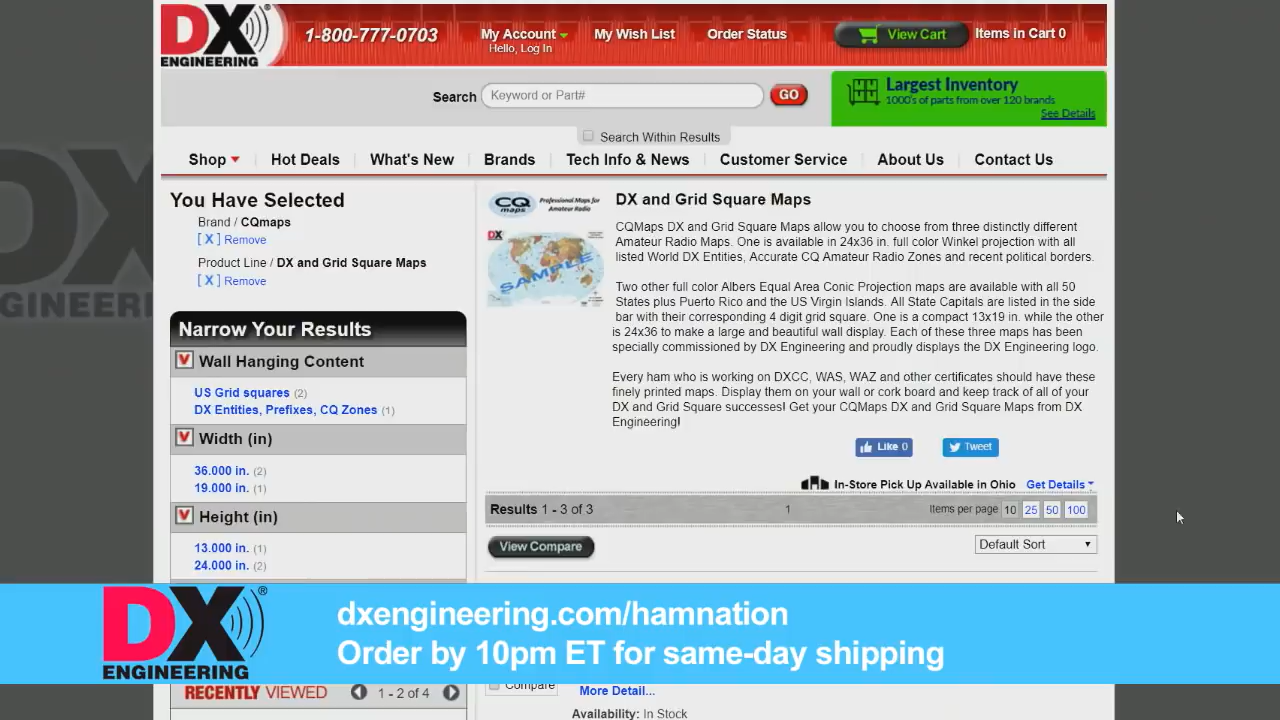 DX
ENGINEERING
1-800-777-0703
My Account
Hello, Log In
My Wish List
Order Status
View Cart
Items in Cart 0
Search
Keyword or Part#
GO
Largest Inventory
1000's of parts from over 120 brands
See Details
Search Within Results
Shop
Hot Deals
What's New
Brands
Tech Info & News
Customer Service
About Us
Contact Us
DX
ENGINEERING
You Have Selected
Brand / CQmaps
[ X ] Remove
Product Line / DX and Grid Square Maps
[ X ] Remove
Narrow Your Results
Wall Hanging Content
US Grid squares (2)
DX Entities, Prefixes, CQ Zones (1)
Width (in)
36.000 in. (2)
19.000 in. (1)
Height (in)
13.000 in. (1)
24.000 in. (2)
CQ
maps
Professional Maps for
Amateur Radio
DX
SAMPLE
DX and Grid Square Maps
CQMaps DX and Grid Square Maps allow you to choose from three distinctly different
Amateur Radio Maps. One is available in 24x36 in. full color Winkel projection with all
listed World DX Entities, Accurate CQ Amateur Radio Zones and recent political borders.
Two other full color Albers Equal Area Conic Projection maps are available with all 50
States plus Puerto Rico and the US Virgin Islands. All State Capitals are listed in the side
bar with their corresponding 4 digit grid square. One is a compact 13x19 in. while the other
is 24x36 to make a large and beautiful wall display. Each of these three maps has been
specially commissioned by DX Engineering and proudly displays the DX Engineering logo.
Every ham who is working on DXCC, WAS, WAZ and other certificates should have these
finely printed maps. Display them on your wall or cork board and keep track of all of your
DX and Grid Square successes! Get your CQMaps DX and Grid Square Maps from DX
Engineering!
Like 0
Tweet
In-Store Pick Up Available in Ohio Get Details
Results 1 - 3 of 3
1
Items per page 10 25 50 100
View Compare
Default Sort
DX
ENGINEERING
dxengineering.com/hamnation
Order by 10pm ET for same-day shipping
RECENTLY VIEWED
1 - 2 of 4
Compare
More Detail...
Availability: In Stock